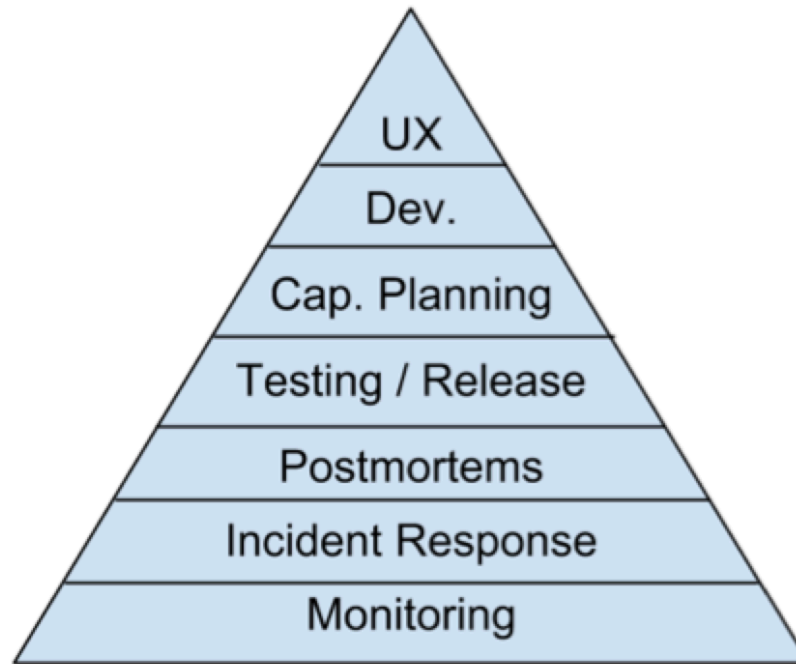 UX
Dev.
Cap. Planning
Testing / Release
Postmortems
Incident Response
Monitoring